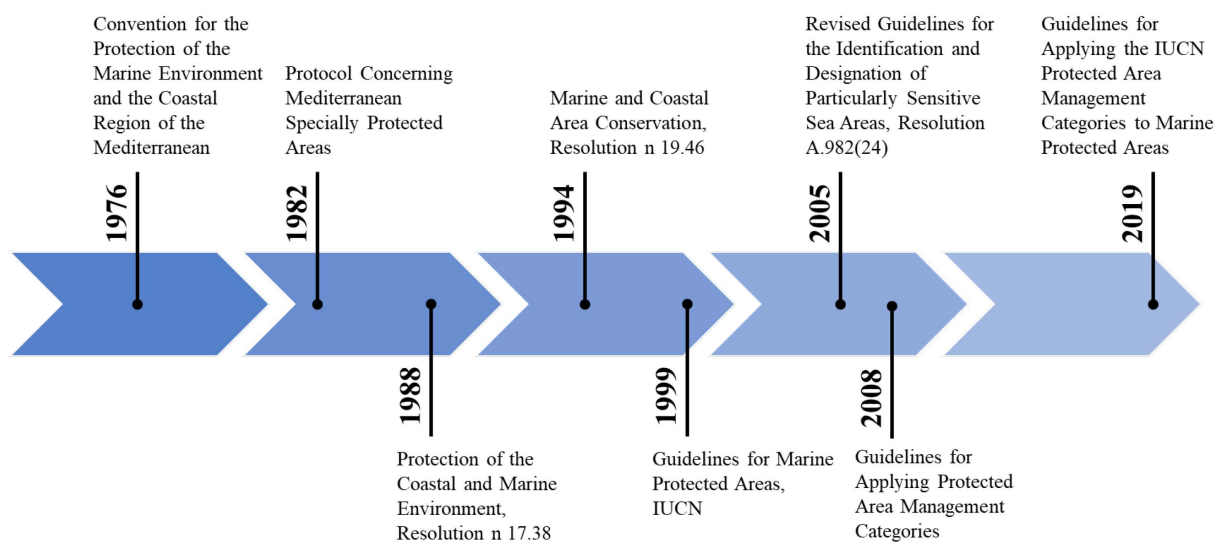 Convention for the
Protection of the
Marine Environment
and the Coastal
Region of the
Mediterranean
1976
Protocol Concerning
Mediterranean
Specially Protected
Areas
1982
1988
Protection of the
Coastal and Marine
Environment,
Resolution n 17.38
Marine and Coastal
Area Conservation,
Resolution n 19.46
1994
1999
Guidelines for Marine
Protected Areas,
IUCN
Revised Guidelines for
the Identification and
Designation of
Particularly Sensitive
Sea Areas, Resolution
A.982(24)
2005
2008
Guidelines for
Applying Protected
Area Management
Categories
Guidelines for
Applying the IUCN
Protected Area
Management
Categories to Marine
Protected Areas
2019